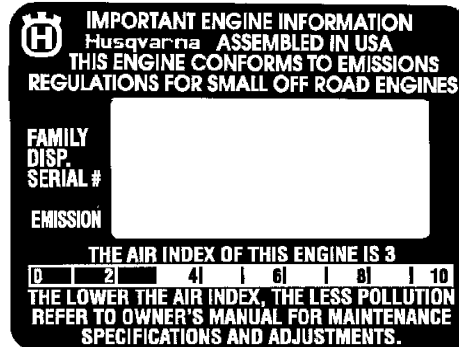 IMPORTANT ENGINE INFORMATION
Husqvarna ASSEMBLED IN USA
THIS ENGINE CONFORMS TO EMISSIONS
REGULATIONS FOR SMALL OFF ROAD ENGINES
FAMILY
DISP.
SERIAL #
EMISSION
THE AIR INDEX OF THIS ENGINE IS 3
0 2 4 6 8 10
THE LOWER THE AIR INDEX, THE LESS POLLUTION
REFER TO OWNER'S MANUAL FOR MAINTENANCE
SPECIFICATIONS AND ADJUSTMENTS.